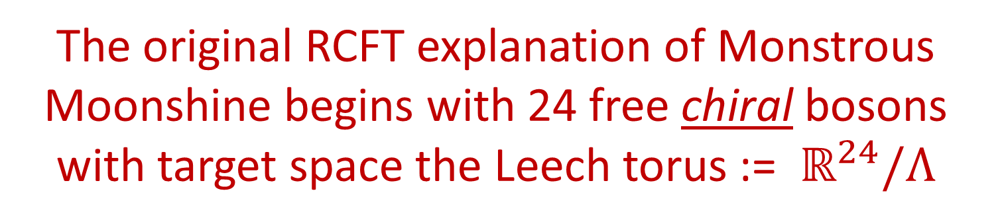 The original RCFT explanation of Monstrous
Moonshine begins with 24 free chiral bosons
with target space the Leech torus := ℝ²⁴/Λ